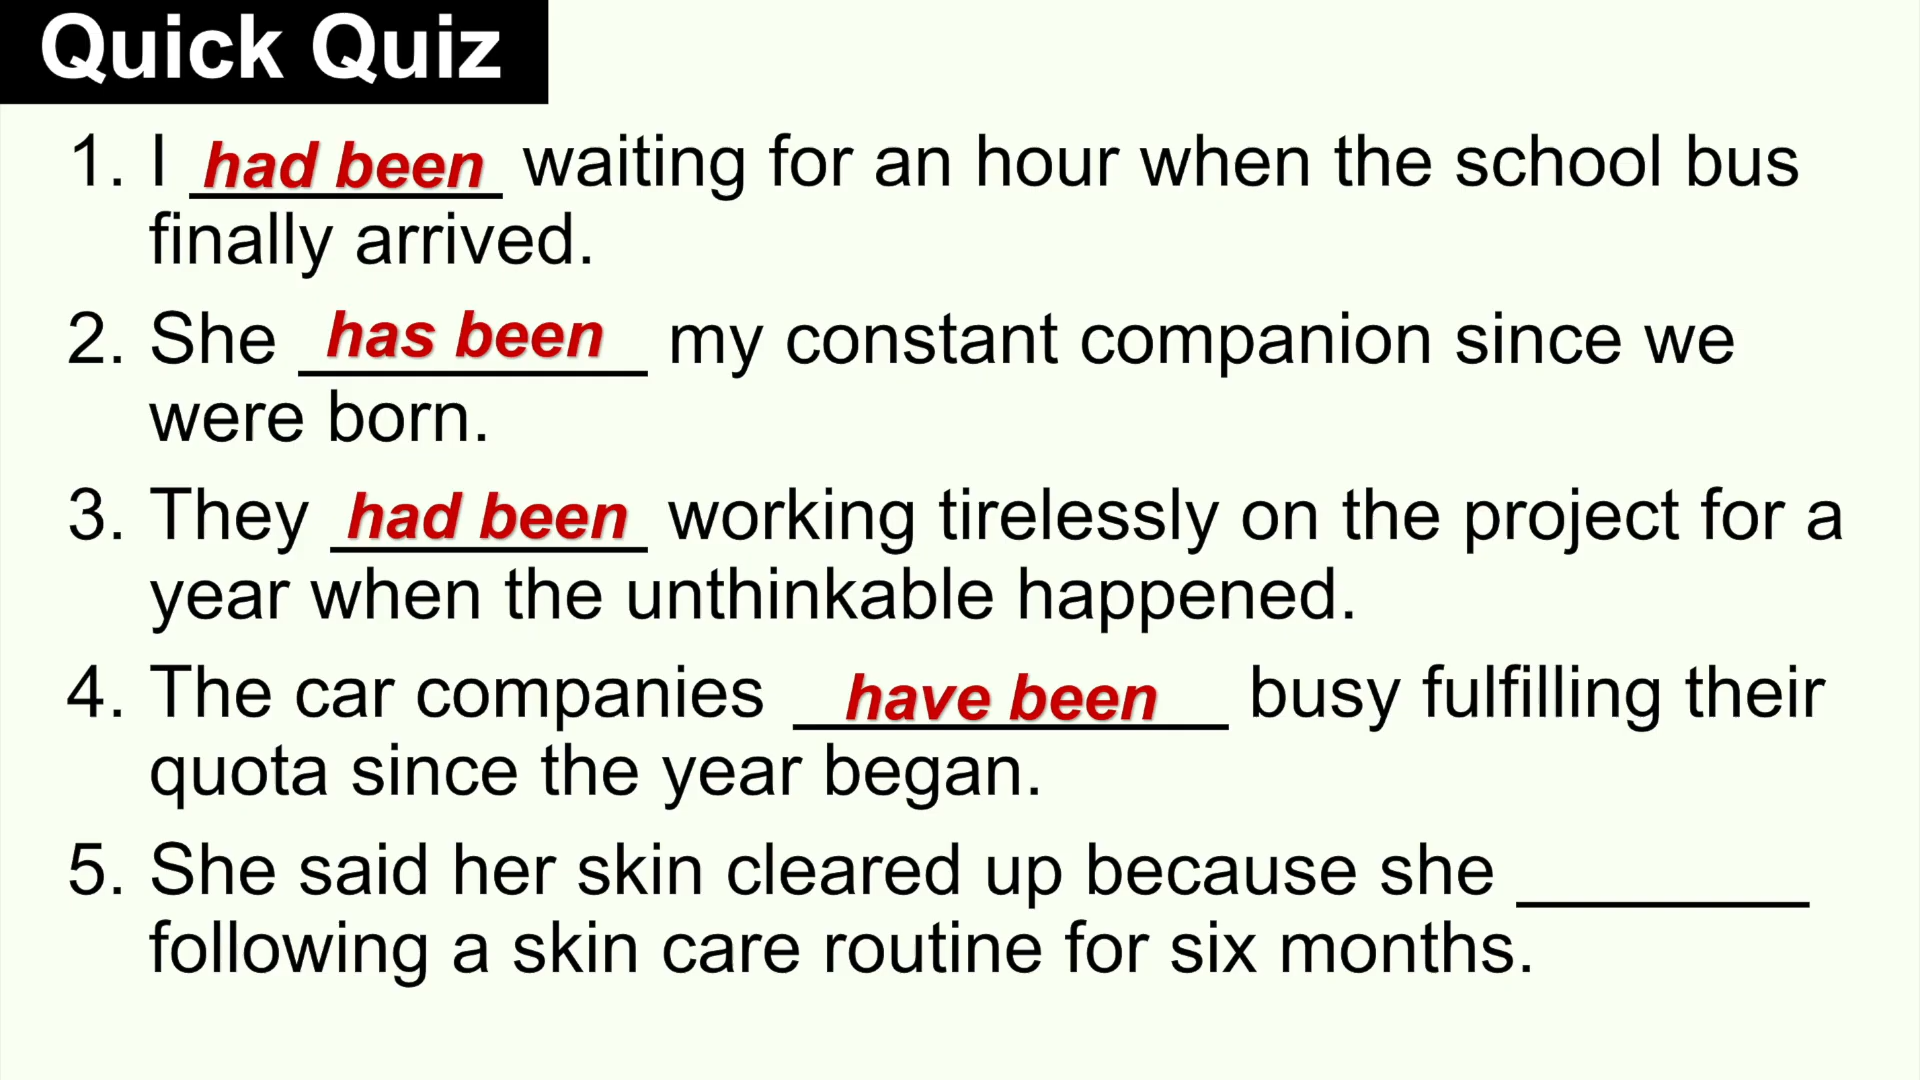 Quick Quiz
1. I had been waiting for an hour when the school bus
finally arrived.
2. She has been my constant companion since we
were born.
3. They had been working tirelessly on the project for a
year when the unthinkable happened.
4. The car companies have been busy fulfilling their
quota since the year began.
5. She said her skin cleared up because she ________
following a skin care routine for six months.